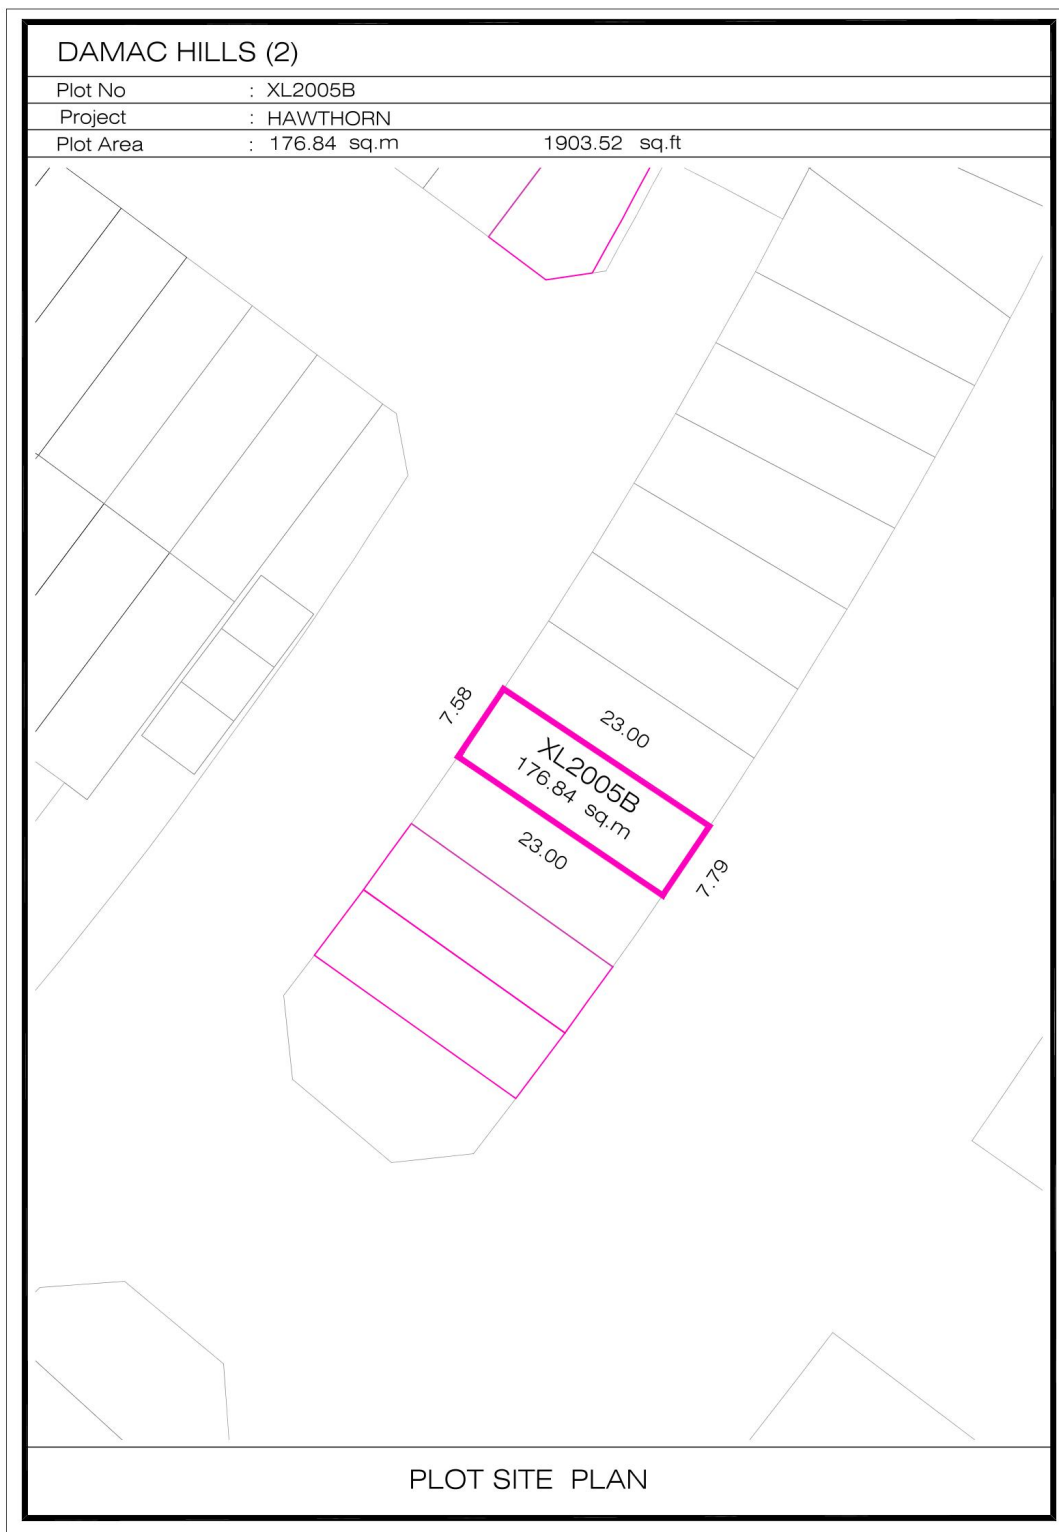 DAMAC HILLS (2)
Plot No : XL2005B
Project : HAWTHORN
Plot Area : 176.84 sq.m 1903.52 sq.ft
7.58
23.00
XL2005B
176.84 sq.m
23.00
7.79
PLOT SITE PLAN